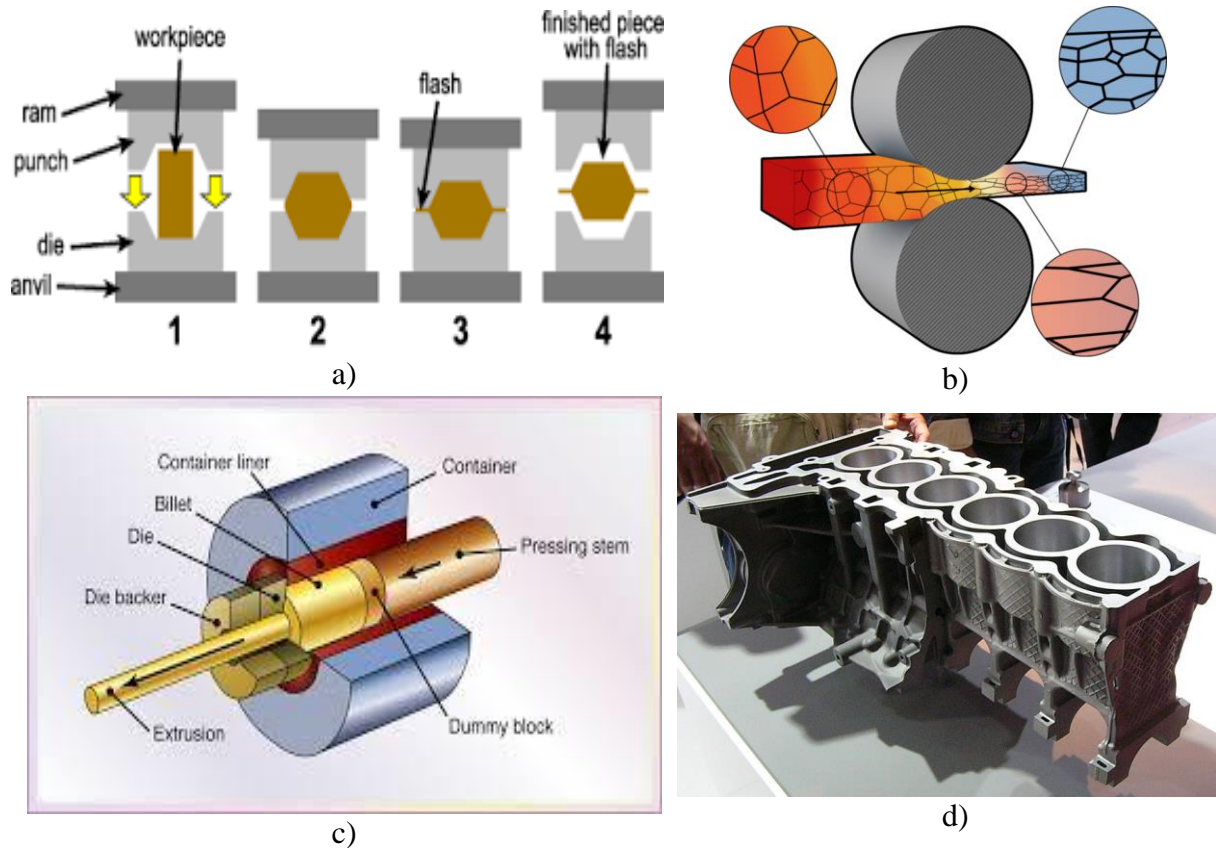 workpiece
finished piece
with flash
flash
ram
punch
die
anvil
1
2
3
4
a)
b)
Container liner
Container
Billet
Die
Pressing stem
Die backer
Extrusion
Dummy block
c)
d)